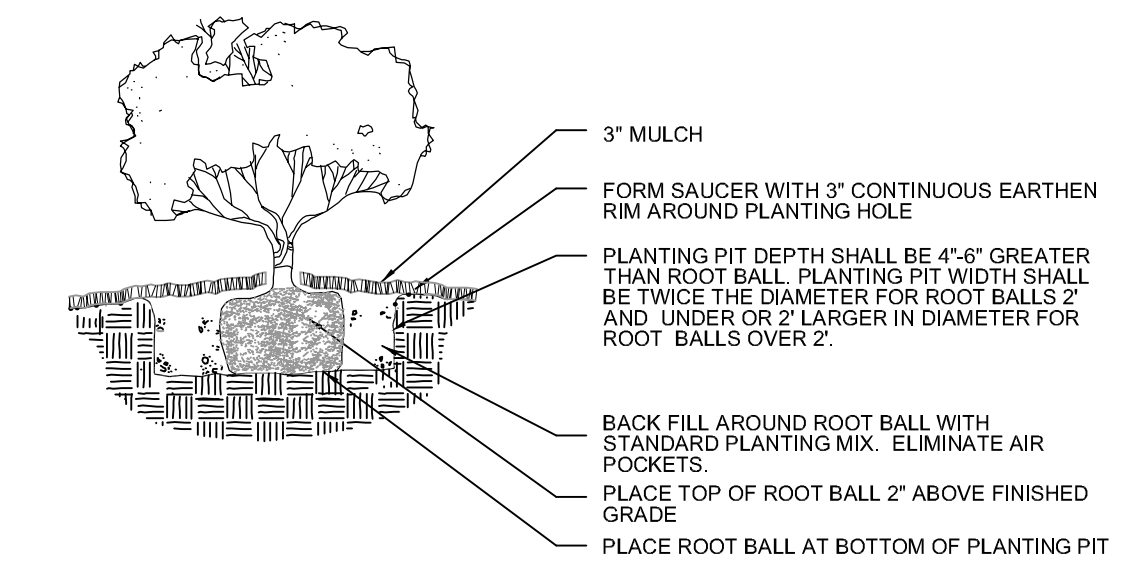 3" MULCH
FORM SAUCER WITH 3" CONTINUOUS EARTHEN
RIM AROUND PLANTING HOLE
PLANTING PIT DEPTH SHALL BE 4"-6" GREATER
THAN ROOT BALL. PLANTING PIT WIDTH SHALL
BE TWICE THE DIAMETER FOR ROOT BALLS 2'
AND UNDER OR 2' LARGER IN DIAMETER FOR
ROOT BALLS OVER 2'.
BACK FILL AROUND ROOT BALL WITH
STANDARD PLANTING MIX. ELIMINATE AIR
POCKETS.
PLACE TOP OF ROOT BALL 2" ABOVE FINISHED
GRADE
PLACE ROOT BALL AT BOTTOM OF PLANTING PIT